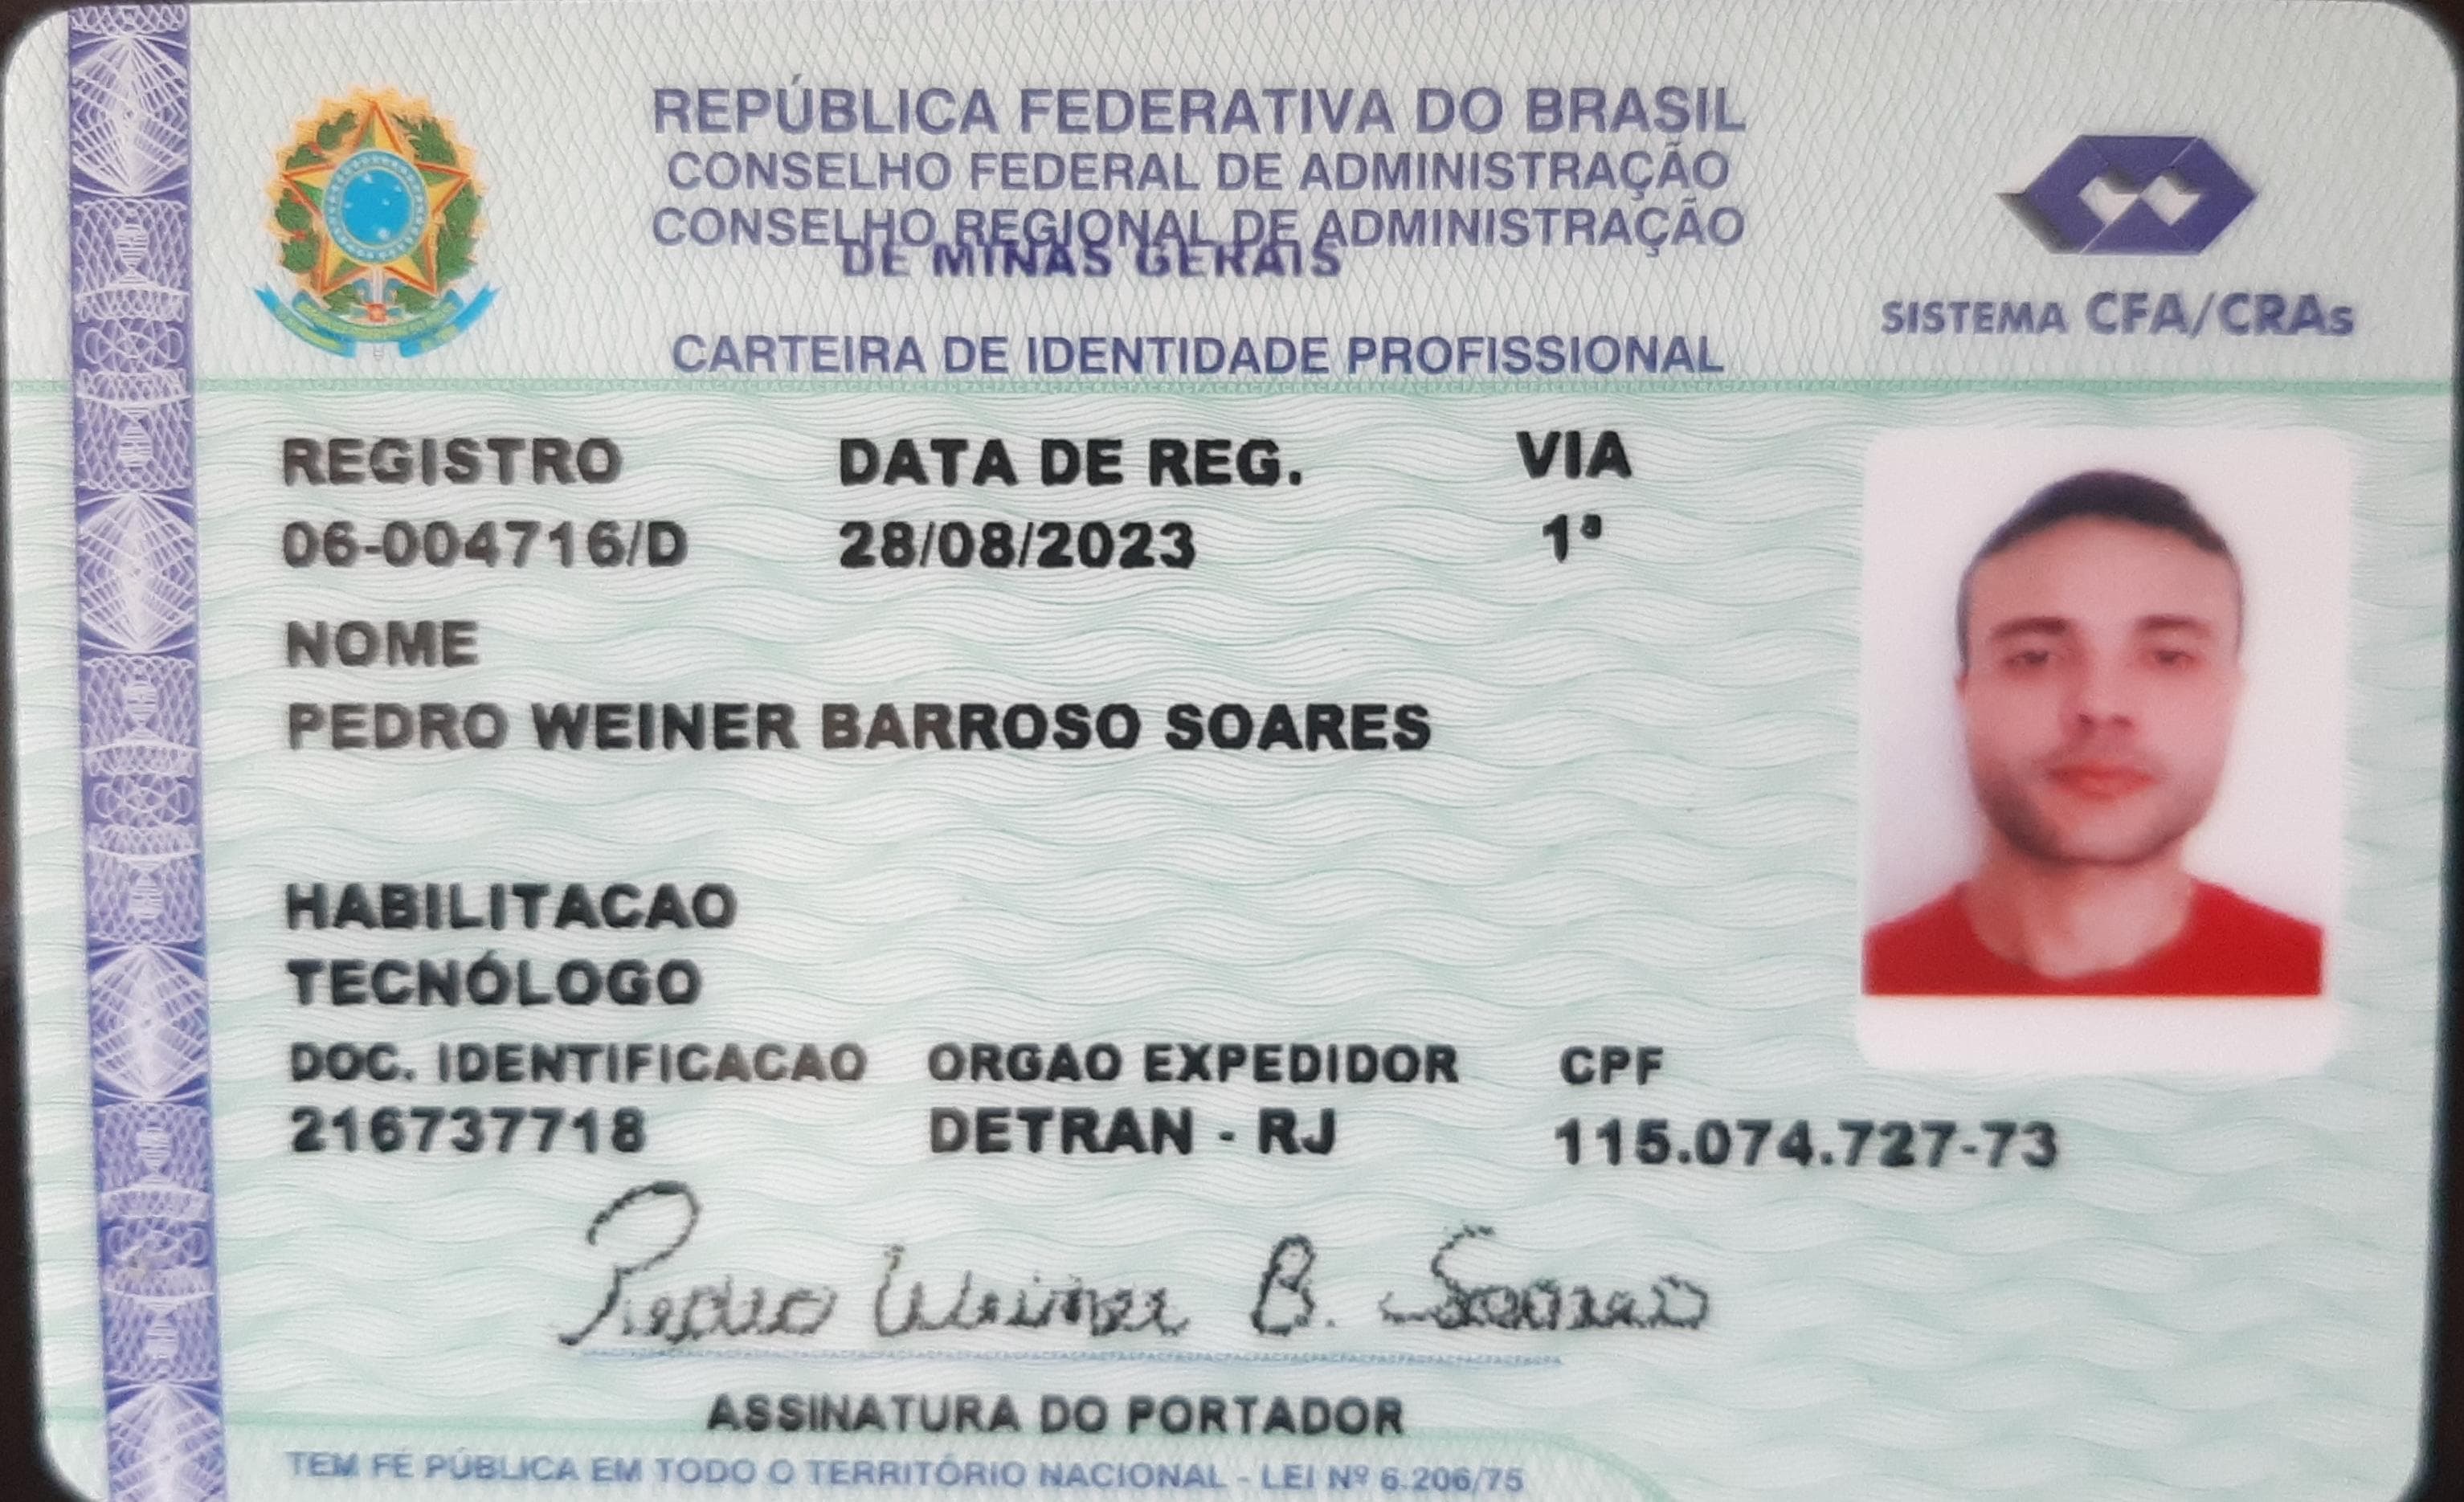 REPÚBLICA FEDERATIVA DO BRASIL
CONSELHO FEDERAL DE ADMINISTRAÇÃO
CONSELHO REGIONAL DE ADMINISTRAÇÃO
DE MINAS GERAIS
SISTEMA CFA/CRAs
CARTEIRA DE IDENTIDADE PROFISSIONAL
REGISTRO DATA DE REG. VIA
06-004716/D 28/08/2023 1ª
NOME
PEDRO WEINER BARROSO SOARES
HABILITACAO
TECNÓLOGO
DOC. IDENTIFICACAO ORGAO EXPEDIDOR CPF
216737718 DETRAN - RJ 115.074.727-73
Pedro Weiner B. Soares
ASSINATURA DO PORTADOR
TEM FÉ PÚBLICA EM TODO O TERRITÓRIO NACIONAL - LEI Nº 6.206/75